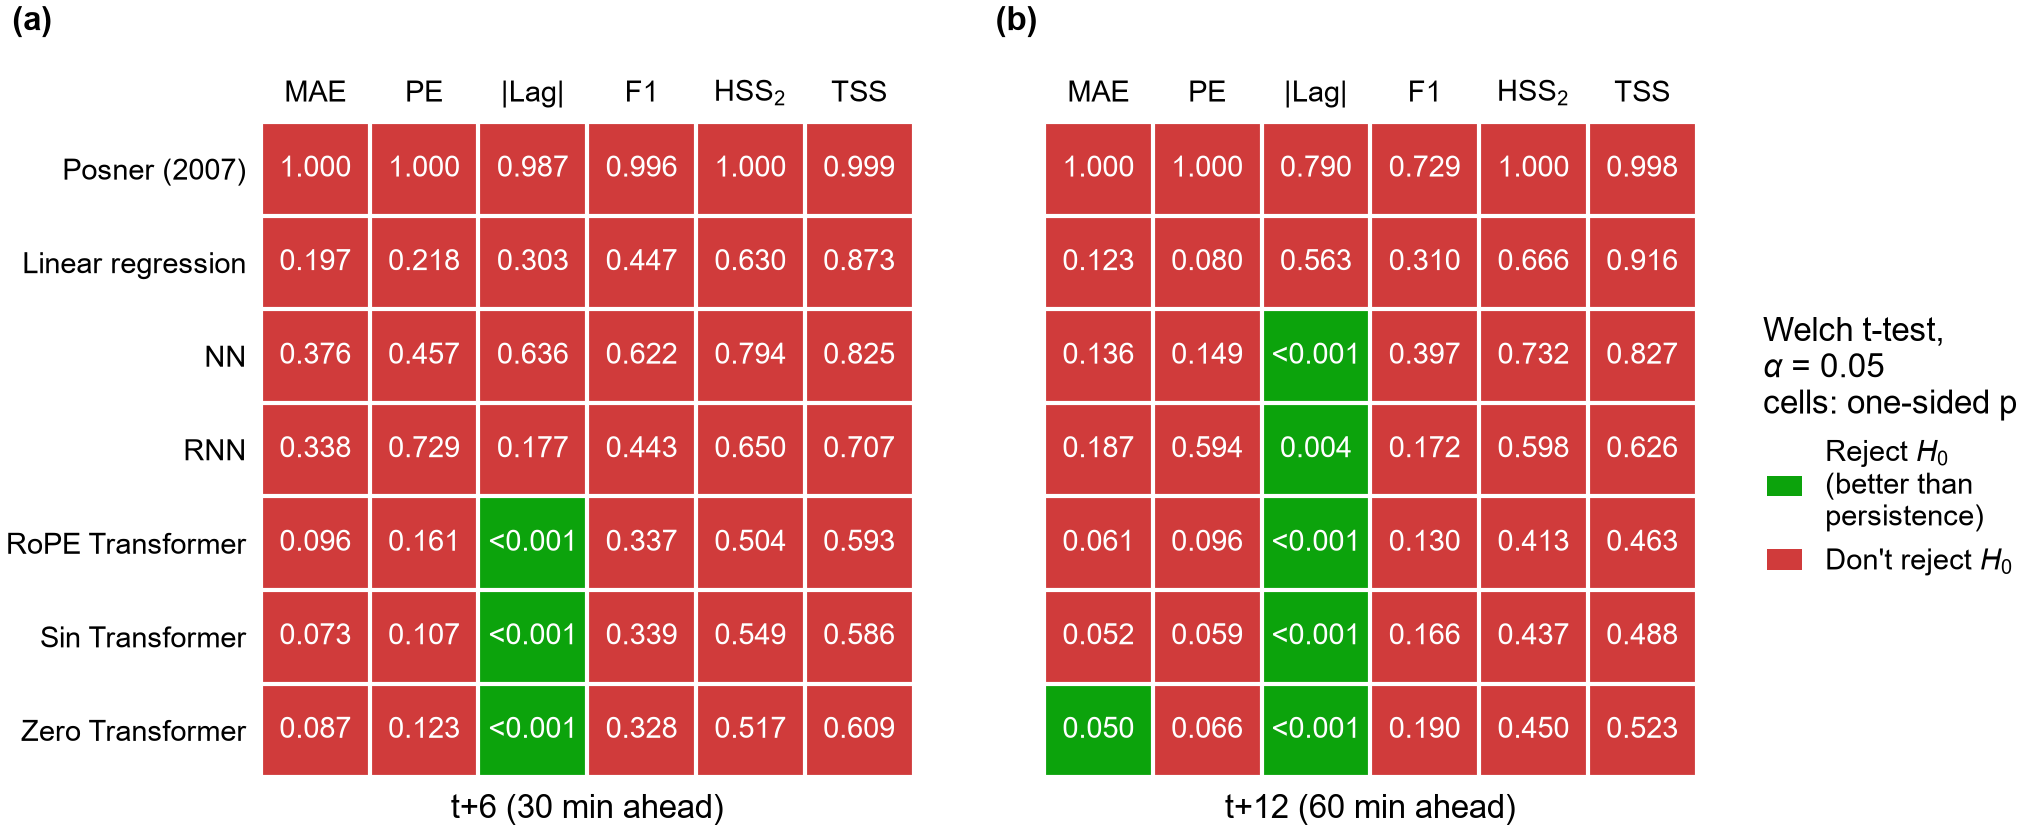 (a)
MAE PE |Lag| F1 HSS₂ TSS
Posner (2007) 1.000 1.000 0.987 0.996 1.000 0.999
Linear regression 0.197 0.218 0.303 0.447 0.630 0.873
NN 0.376 0.457 0.636 0.622 0.794 0.825
RNN 0.338 0.729 0.177 0.443 0.650 0.707
RoPE Transformer 0.096 0.161 <0.001 0.337 0.504 0.593
Sin Transformer 0.073 0.107 <0.001 0.339 0.549 0.586
Zero Transformer 0.087 0.123 <0.001 0.328 0.517 0.609
t+6 (30 min ahead)
(b)
MAE PE |Lag| F1 HSS₂ TSS
1.000 1.000 0.790 0.729 1.000 0.998
0.123 0.080 0.563 0.310 0.666 0.916
0.136 0.149 <0.001 0.397 0.732 0.827
0.187 0.594 0.004 0.172 0.598 0.626
0.061 0.096 <0.001 0.130 0.413 0.463
0.052 0.059 <0.001 0.166 0.437 0.488
0.050 0.066 <0.001 0.190 0.450 0.523
t+12 (60 min ahead)
Welch t-test,
α = 0.05
cells: one-sided p
Reject H₀
(better than
persistence)
Don't reject H₀